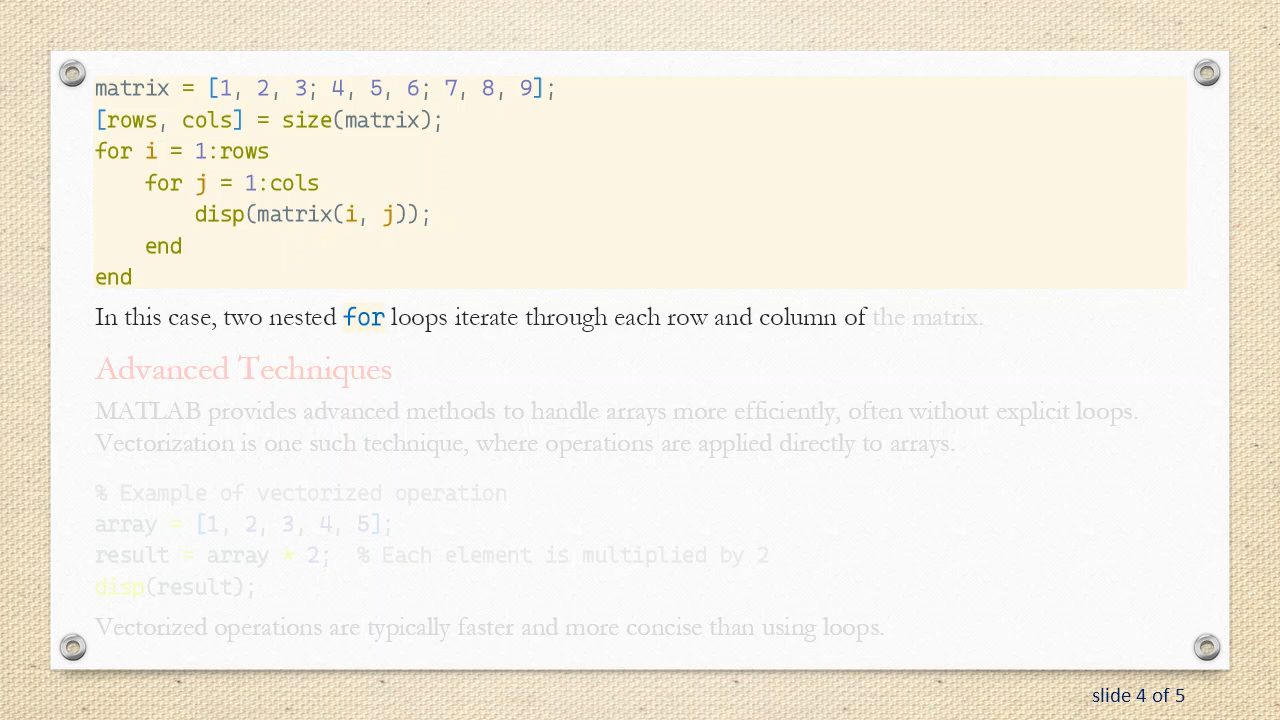 matrix = [1, 2, 3; 4, 5, 6; 7, 8, 9];
[rows, cols] = size(matrix);
for i = 1:rows
    for j = 1:cols
        disp(matrix(i, j));
    end
end
In this case, two nested for loops iterate through each row and column of the matrix.
Advanced Techniques
MATLAB provides advanced methods to handle arrays more efficiently, often without explicit loops.
Vectorization is one such technique, where operations are applied directly to arrays.
% Example of vectorized operation
array = [1, 2, 3, 4, 5];
result = array * 2;  % Each element is multiplied by 2
disp(result);
Vectorized operations are typically faster and more concise than using loops.
slide 4 of 5